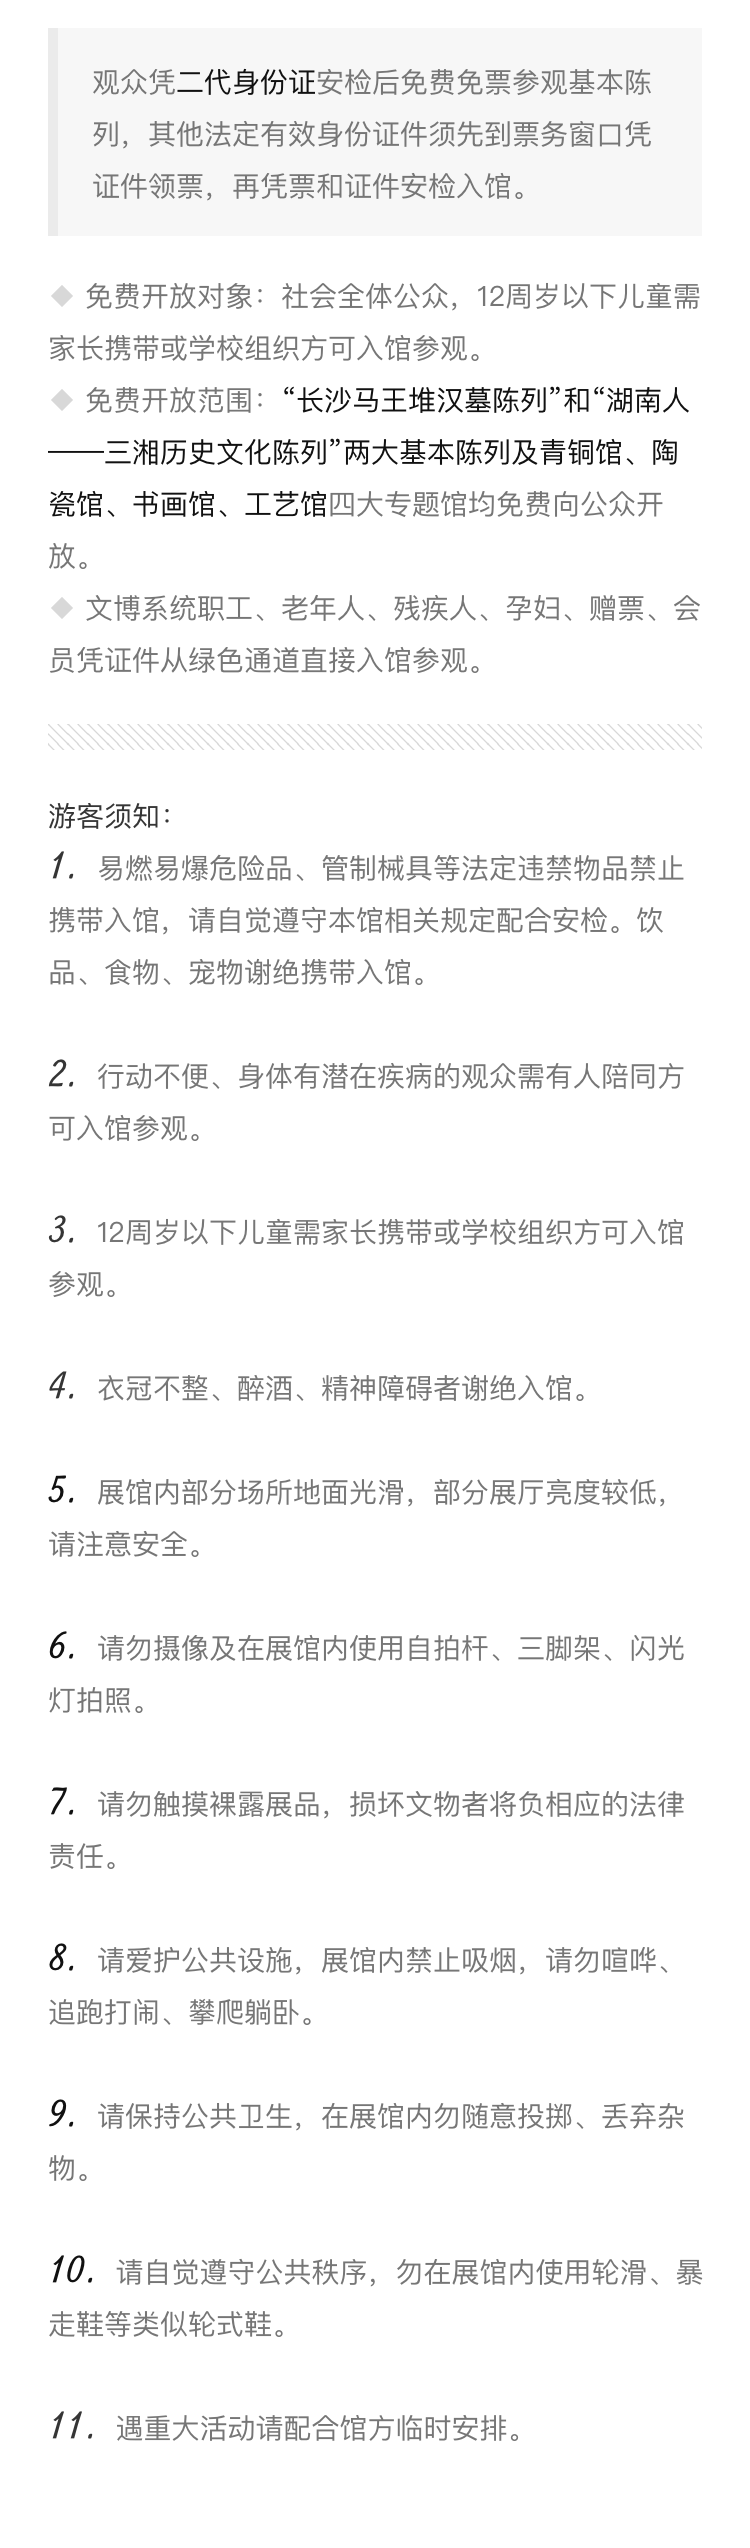 观众凭二代身份证安检后免费免票参观基本陈
列，其他法定有效身份证件须先到票务窗口凭
证件领票，再凭票和证件安检入馆。
◆ 免费开放对象：社会全体公众，12周岁以下儿童需
家长携带或学校组织方可入馆参观。
◆ 免费开放范围：“长沙马王堆汉墓陈列”和“湖南人
——三湘历史文化陈列”两大基本陈列及青铜馆、陶
瓷馆、书画馆、工艺馆四大专题馆均免费向公众开
放。
◆ 文博系统职工、老年人、残疾人、孕妇、赠票、会
员凭证件从绿色通道直接入馆参观。
游客须知：
1. 易燃易爆危险品、管制械具等法定违禁物品禁止
携带入馆，请自觉遵守本馆相关规定配合安检。饮
品、食物、宠物谢绝携带入馆。
2. 行动不便、身体有潜在疾病的观众需有人陪同方
可入馆参观。
3. 12周岁以下儿童需家长携带或学校组织方可入馆
参观。
4. 衣冠不整、醉酒、精神障碍者谢绝入馆。
5. 展馆内部分场所地面光滑，部分展厅亮度较低，
请注意安全。
6. 请勿摄像及在展馆内使用自拍杆、三脚架、闪光
灯拍照。
7. 请勿触摸裸露展品，损坏文物者将负相应的法律
责任。
8. 请爱护公共设施，展馆内禁止吸烟，请勿喧哗、
追跑打闹、攀爬躺卧。
9. 请保持公共卫生，在展馆内勿随意投掷、丢弃杂
物。
10. 请自觉遵守公共秩序，勿在展馆内使用轮滑、暴
走鞋等类似轮式鞋。
11. 遇重大活动请配合馆方临时安排。